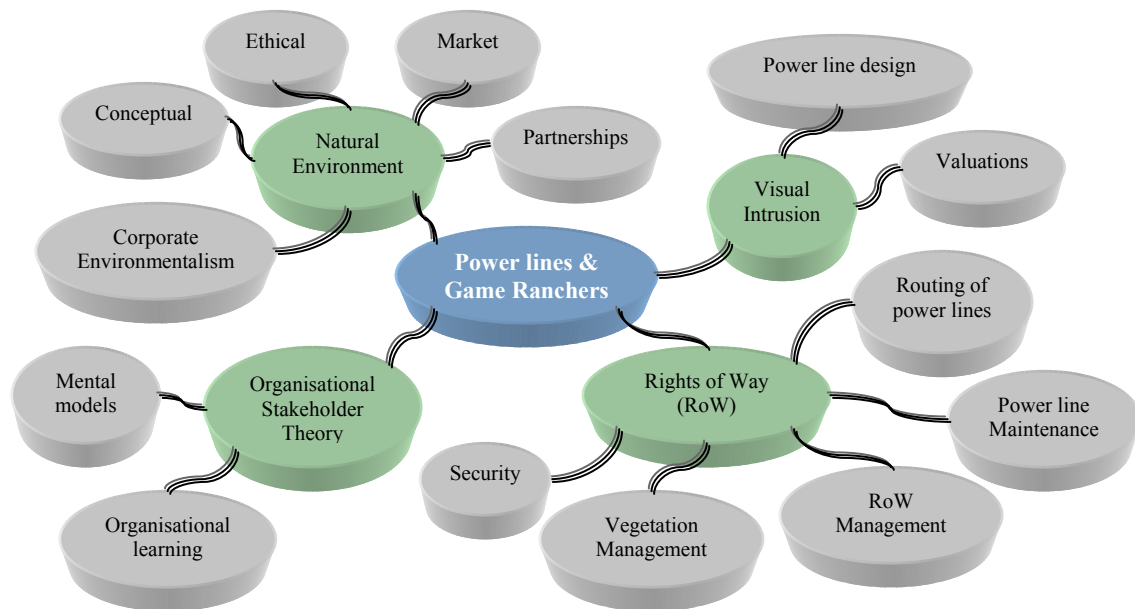 Ethical
Market
Power line design
Conceptual
Natural
Environment
Partnerships
Visual
Intrusion
Valuations
Corporate
Environmentalism
Power lines &
Game Ranchers
Routing of
power lines
Mental
models
Organisational
Stakeholder
Theory
Rights of Way
(RoW)
Power line
Maintenance
Security
Organisational
learning
Vegetation
Management
RoW
Management